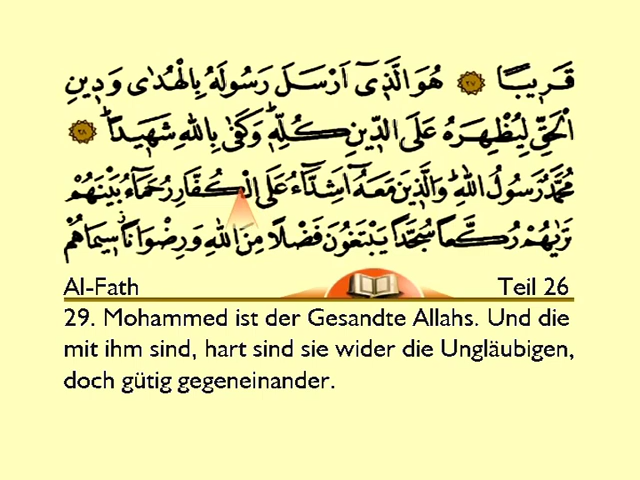 قَرٖيبًا ﴿٢٧﴾ هُوَ الَّذٖٓى اَرْسَلَ رَسُولَهُ بِالْهُدٰى وَدٖينِ
الْحَقِّ لِيُظْهِرَهُ عَلَى الدّٖينِ كُلِّهٖؕ وَكَفٰى بِاللّٰهِ شَهٖيدًاؕ ﴿٢٨﴾
مُحَمَّدٌ رَسُولُ اللّٰهِؕ وَالَّذٖينَ مَعَهُٓ اَشِدَّٓاءُ عَلَى الْكُفَّارِ رُحَمَٓاءُ بَيْنَهُمْ
تَرٰيهُمْ رُكَّعًا سُجَّدًا يَبْتَغُونَ فَضْلًا مِنَ اللّٰهِ وَرِضْوَانًاؗ سٖيمَاهُمْ
Al-Fath Teil 26
29. Mohammed ist der Gesandte Allahs. Und die
mit ihm sind, hart sind sie wider die Ungläubigen,
doch gütig gegeneinander.